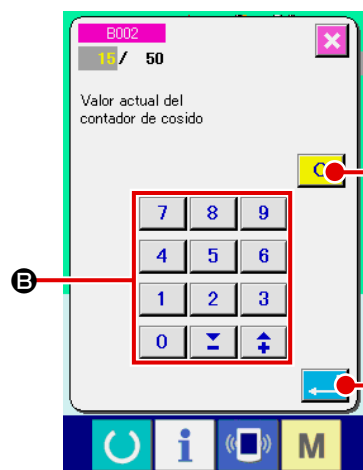 B002
15/ 50
Valor actual del
contador de cosido
C
7 8 9
4 5 6
B
1 2 3
0
i M